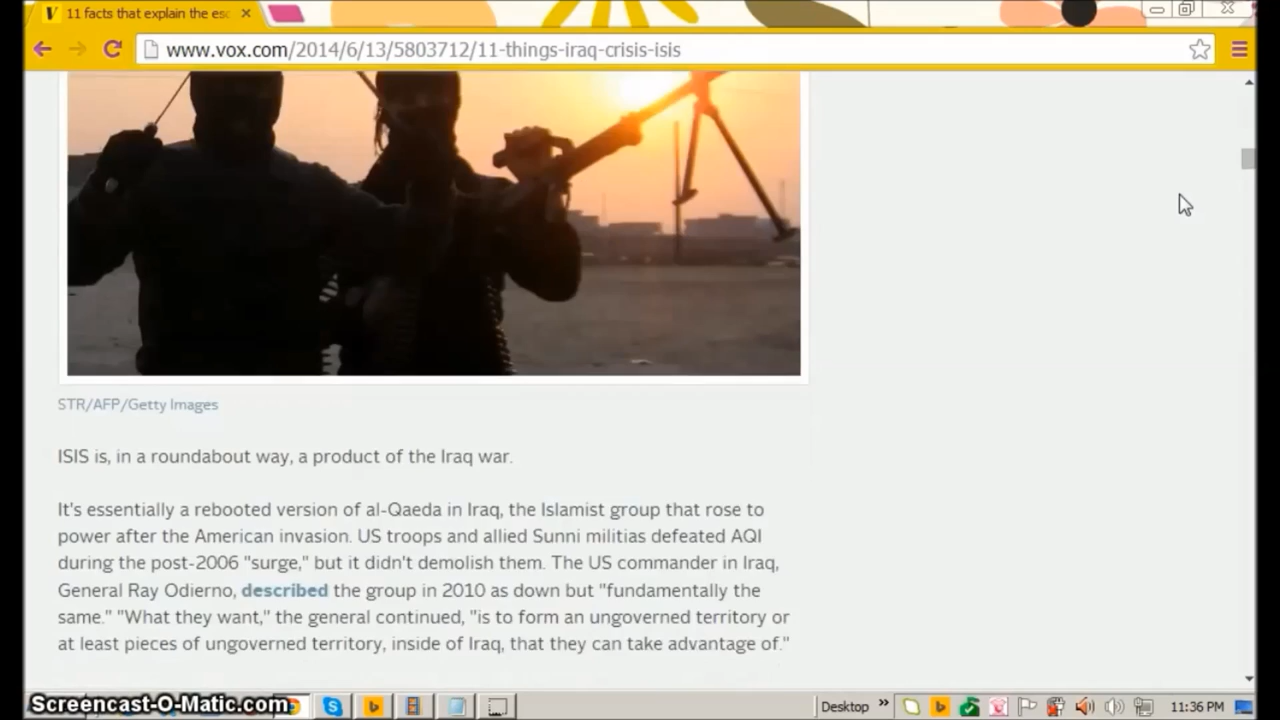 11 facts that explain the esc
www.vox.com/2014/6/13/5803712/11-things-iraq-crisis-isis
STR/AFP/Getty Images
ISIS is, in a roundabout way, a product of the Iraq war.
It's essentially a rebooted version of al-Qaeda in Iraq, the Islamist group that rose to
power after the American invasion. US troops and allied Sunni militias defeated AQI
during the post-2006 "surge," but it didn't demolish them. The US commander in Iraq,
General Ray Odierno, described the group in 2010 as down but "fundamentally the
same." "What they want," the general continued, "is to form an ungoverned territory or
at least pieces of ungoverned territory, inside of Iraq, that they can take advantage of."
Screencast-O-Matic.com
Desktop
11:36 PM